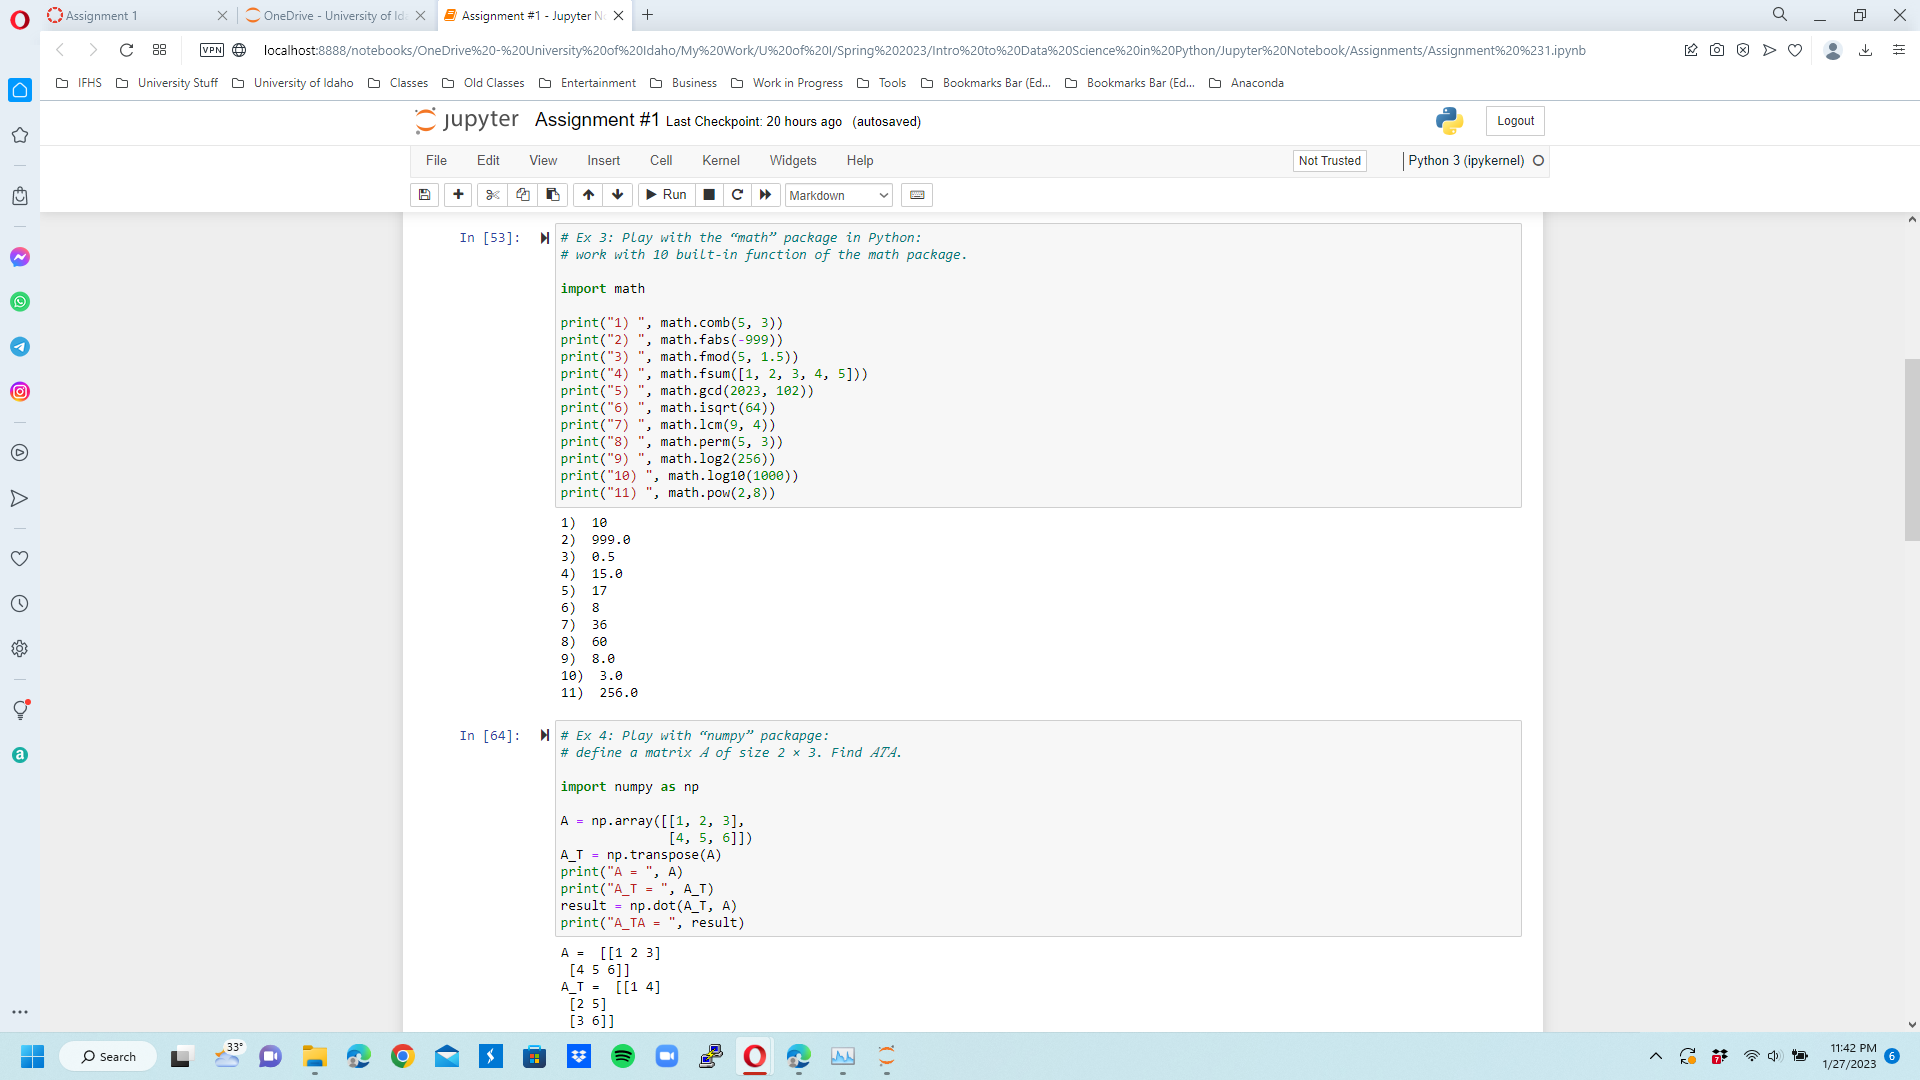 Assignment 1
OneDrive - University of Id
Assignment #1 - Jupyter N
VPN
localhost:8888/notebooks/OneDrive%20-%20University%20of%20Idaho/My%20Work/U%20of%20I/Spring%202023/Intro%20to%20Data%20Science%20in%20Python/Jupyter%20Notebook/Assignments/Assignment%20%231.ipynb
IFHS University Stuff University of Idaho Classes Old Classes Entertainment Business Work in Progress Tools Bookmarks Bar (Ed... Bookmarks Bar (Ed... Anaconda
jupyter Assignment #1 Last Checkpoint: 20 hours ago (autosaved)
Logout
File Edit View Insert Cell Kernel Widgets Help
Not Trusted
Python 3 (ipykernel)
Run
Markdown
In [53]:
# Ex 3: Play with the “math” package in Python:
# work with 10 built-in function of the math package.
import math
print("1) ", math.comb(5, 3))
print("2) ", math.fabs(-999))
print("3) ", math.fmod(5, 1.5))
print("4) ", math.fsum([1, 2, 3, 4, 5]))
print("5) ", math.gcd(2023, 102))
print("6) ", math.isqrt(64))
print("7) ", math.lcm(9, 4))
print("8) ", math.perm(5, 3))
print("9) ", math.log2(256))
print("10) ", math.log10(1000))
print("11) ", math.pow(2,8))
1)  10
2)  999.0
3)  0.5
4)  15.0
5)  17
6)  8
7)  36
8)  60
9)  8.0
10)  3.0
11)  256.0
In [64]:
# Ex 4: Play with “numpy” packapge:
# define a matrix 𝐴 of size 2 × 3. Find 𝐴𝑇𝐴.
import numpy as np
A = np.array([[1, 2, 3],
[4, 5, 6]])
A_T = np.transpose(A)
print("A = ", A)
print("A_T = ", A_T)
result = np.dot(A_T, A)
print("A_TA = ", result)
A =  [[1 2 3]
[4 5 6]]
A_T =  [[1 4]
[2 5]
[3 6]]
a
33°
Search
7
11:42 PM
1/27/2023
6